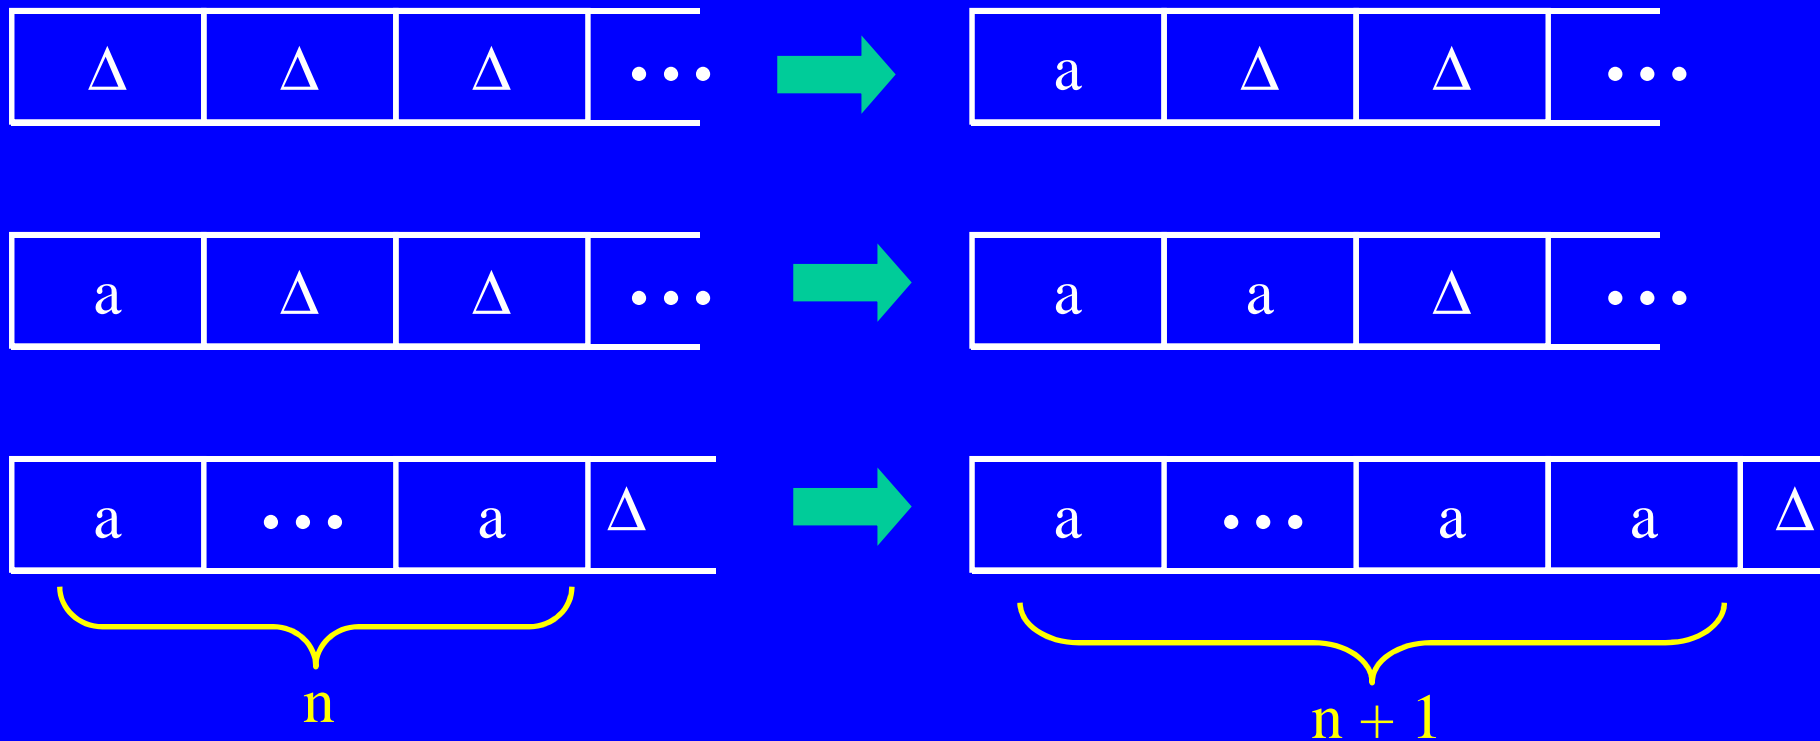 Δ Δ Δ ••• a Δ Δ •••
a Δ Δ ••• a a Δ •••
a ••• a Δ a ••• a a Δ
n n + 1